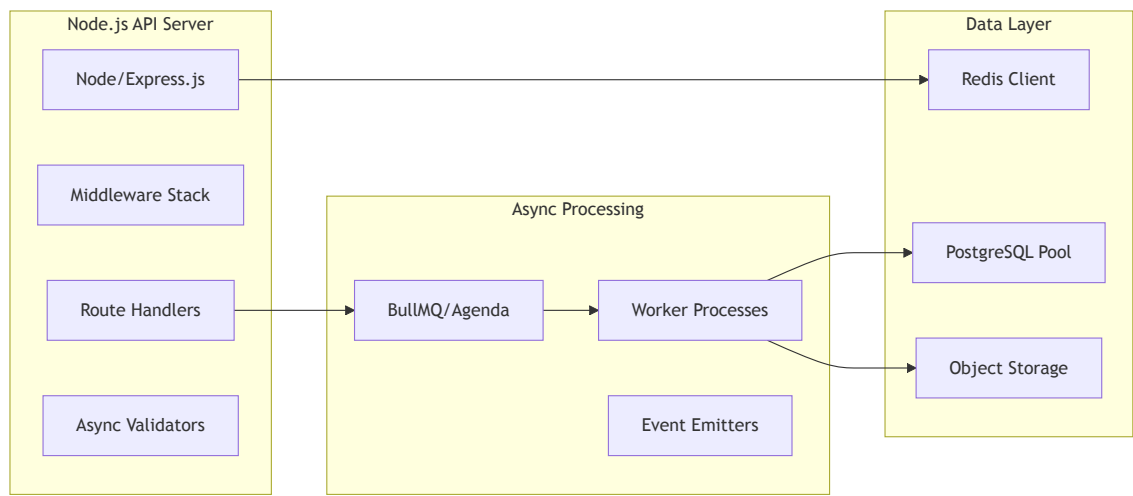 Node.js API Server
Node/Express.js
Middleware Stack
Route Handlers
Async Validators
Async Processing
BullMQ/Agenda
Worker Processes
Event Emitters
Data Layer
Redis Client
PostgreSQL Pool
Object Storage